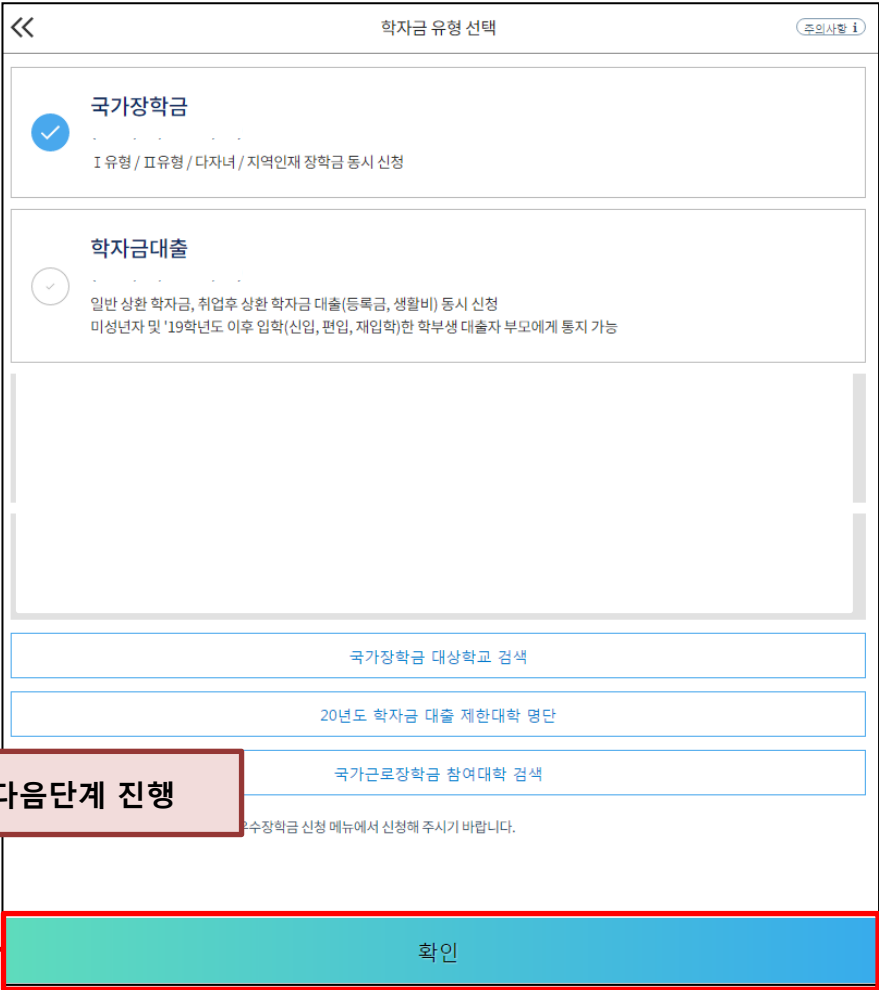 학자금 유형 선택
주의사항 i
국가장학금
Ⅰ유형 / Ⅱ유형 / 다자녀 / 지역인재 장학금 동시 신청
학자금대출
일반 상환 학자금, 취업후 상환 학자금 대출(등록금, 생활비) 동시 신청
미성년자 및 '19학년도 이후 입학(신입, 편입, 재입학)한 학부생 대출자 부모에게 통지 가능
국가장학금 대상학교 검색
20년도 학자금 대출 제한대학 명단
국가근로장학금 참여대학 검색
다음단계 진행
우수장학금 신청 메뉴에서 신청해 주시기 바랍니다.
확인